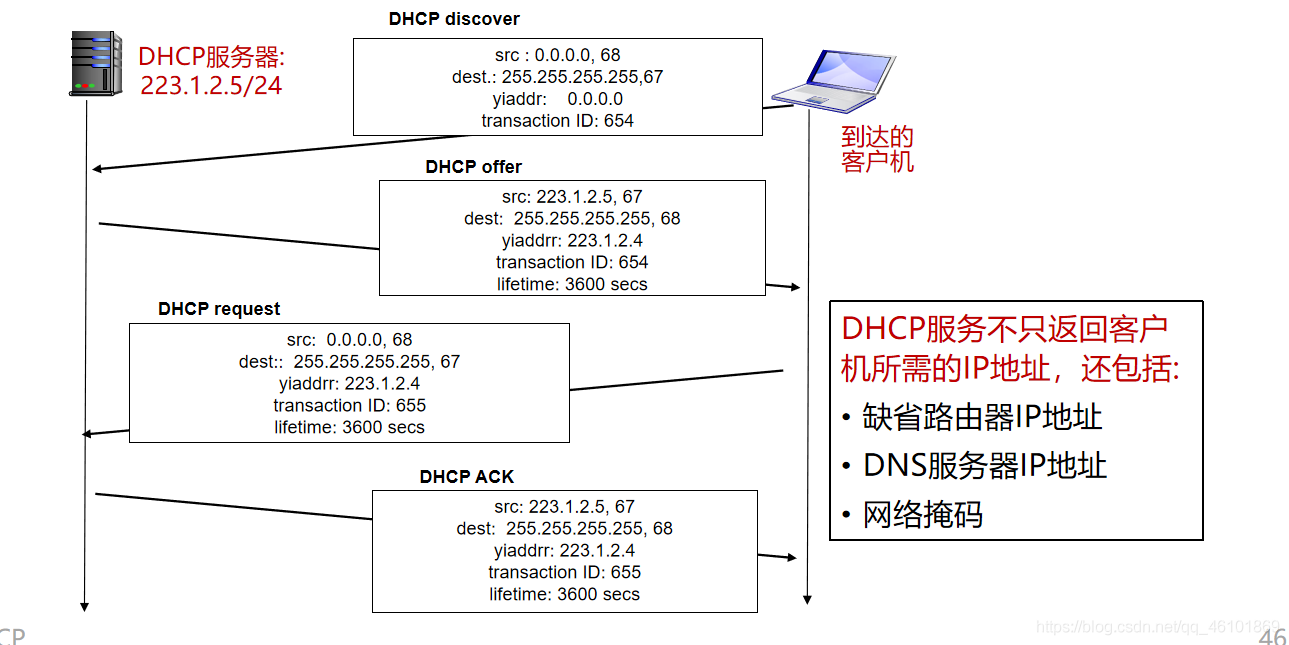 DHCP discover
DHCP服务器:
223.1.2.5/24
src : 0.0.0.0, 68
dest.: 255.255.255.255,67
yiaddr: 0.0.0.0
transaction ID: 654
到达的
客户机
DHCP offer
src: 223.1.2.5, 67
dest: 255.255.255.255, 68
yiaddrr: 223.1.2.4
transaction ID: 654
lifetime: 3600 secs
DHCP request
src: 0.0.0.0, 68
dest:: 255.255.255.255, 67
yiaddrr: 223.1.2.4
transaction ID: 655
lifetime: 3600 secs
DHCP服务不只返回客户
机所需的IP地址，还包括:
• 缺省路由器IP地址
• DNS服务器IP地址
• 网络掩码
DHCP ACK
src: 223.1.2.5, 67
dest: 255.255.255.255, 68
yiaddrr: 223.1.2.4
transaction ID: 655
lifetime: 3600 secs
CP
https://blog.csdn.net/qq_46101869
46